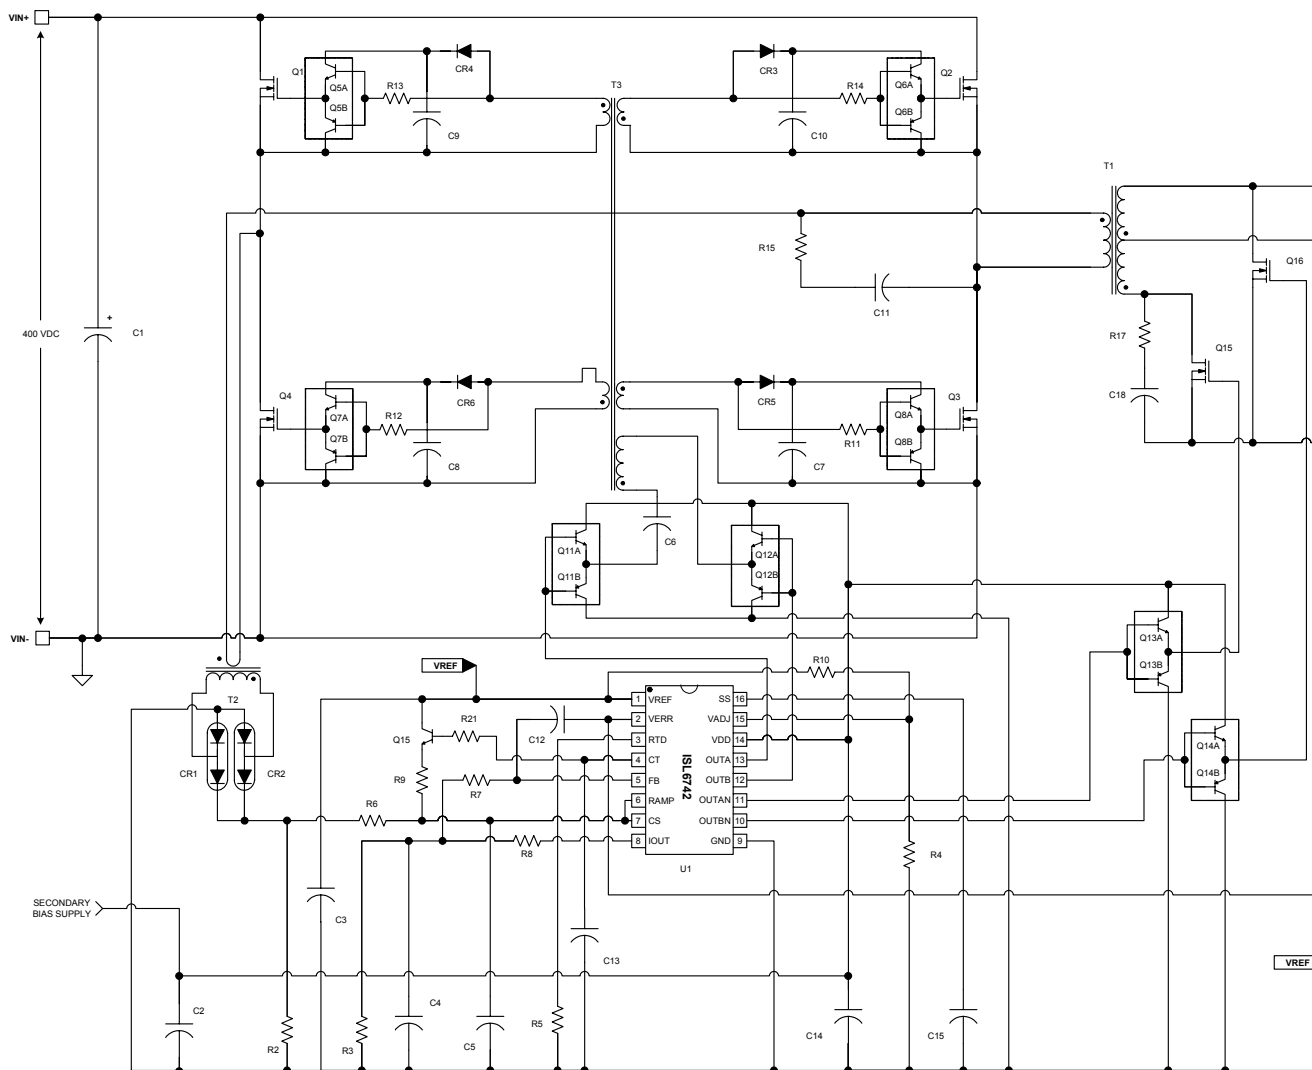 VIN+
Q1
Q5A
Q5B
R13
CR4
C9
T3
CR3
C10
R14
Q6A
Q6B
Q2
T1
400 VDC
+
C1
R15
C11
Q16
R17
Q15
C18
Q4
Q7A
Q7B
R12
CR6
C8
CR5
C7
R11
Q8A
Q8B
Q3
C6
Q11A
Q11B
Q12A
Q12B
VIN-
Q13A
Q13B
T2
CR1
CR2
VREF
R10
Q15
R21
C12
R9
R7
R6
R8
1 VREF
2 VERR
3 RTD
4 CT
5 FB
6 RAMP
7 CS
8 IOUT
ISL6742
SS 16
VADJ 15
VDD 14
OUTA 13
OUTB 12
OUTAN 11
OUTBN 10
GND 9
U1
Q14A
Q14B
R4
SECONDARY
BIAS SUPPLY
C3
C13
VREF
C2
R2
R3
C4
C5
R5
C14
C15